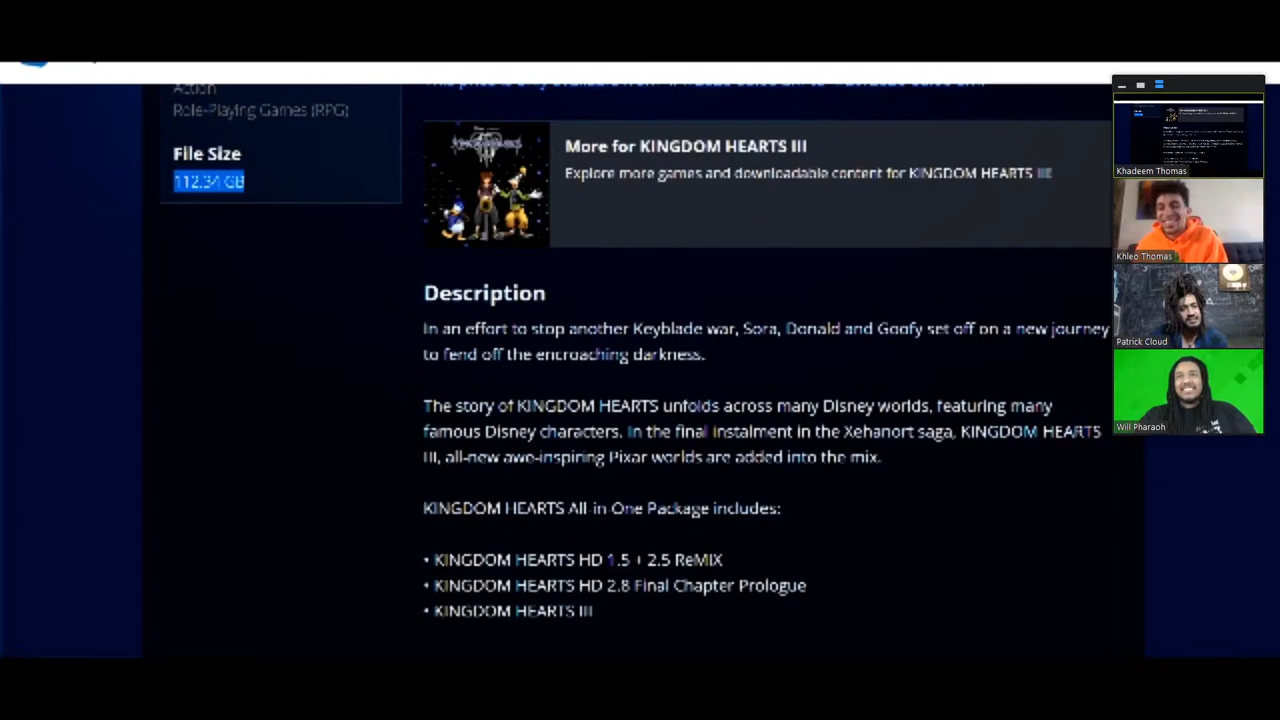 Action
Role-Playing Games (RPG)
File Size
112.34 GB
More for KINGDOM HEARTS III
Explore more games and downloadable content for KINGDOM HEARTS III
Description
In an effort to stop another Keyblade war, Sora, Donald and Goofy set off on a new journey
to fend off the encroaching darkness.
The story of KINGDOM HEARTS unfolds across many Disney worlds, featuring many
famous Disney characters. In the final instalment in the Xehanort saga, KINGDOM HEARTS
III, all-new awe-inspiring Pixar worlds are added into the mix.
KINGDOM HEARTS All-in-One Package includes:
• KINGDOM HEARTS HD 1.5 + 2.5 ReMIX
• KINGDOM HEARTS HD 2.8 Final Chapter Prologue
• KINGDOM HEARTS III
Khadeem Thomas
Khleo Thomas
Patrick Cloud
Will Pharaoh